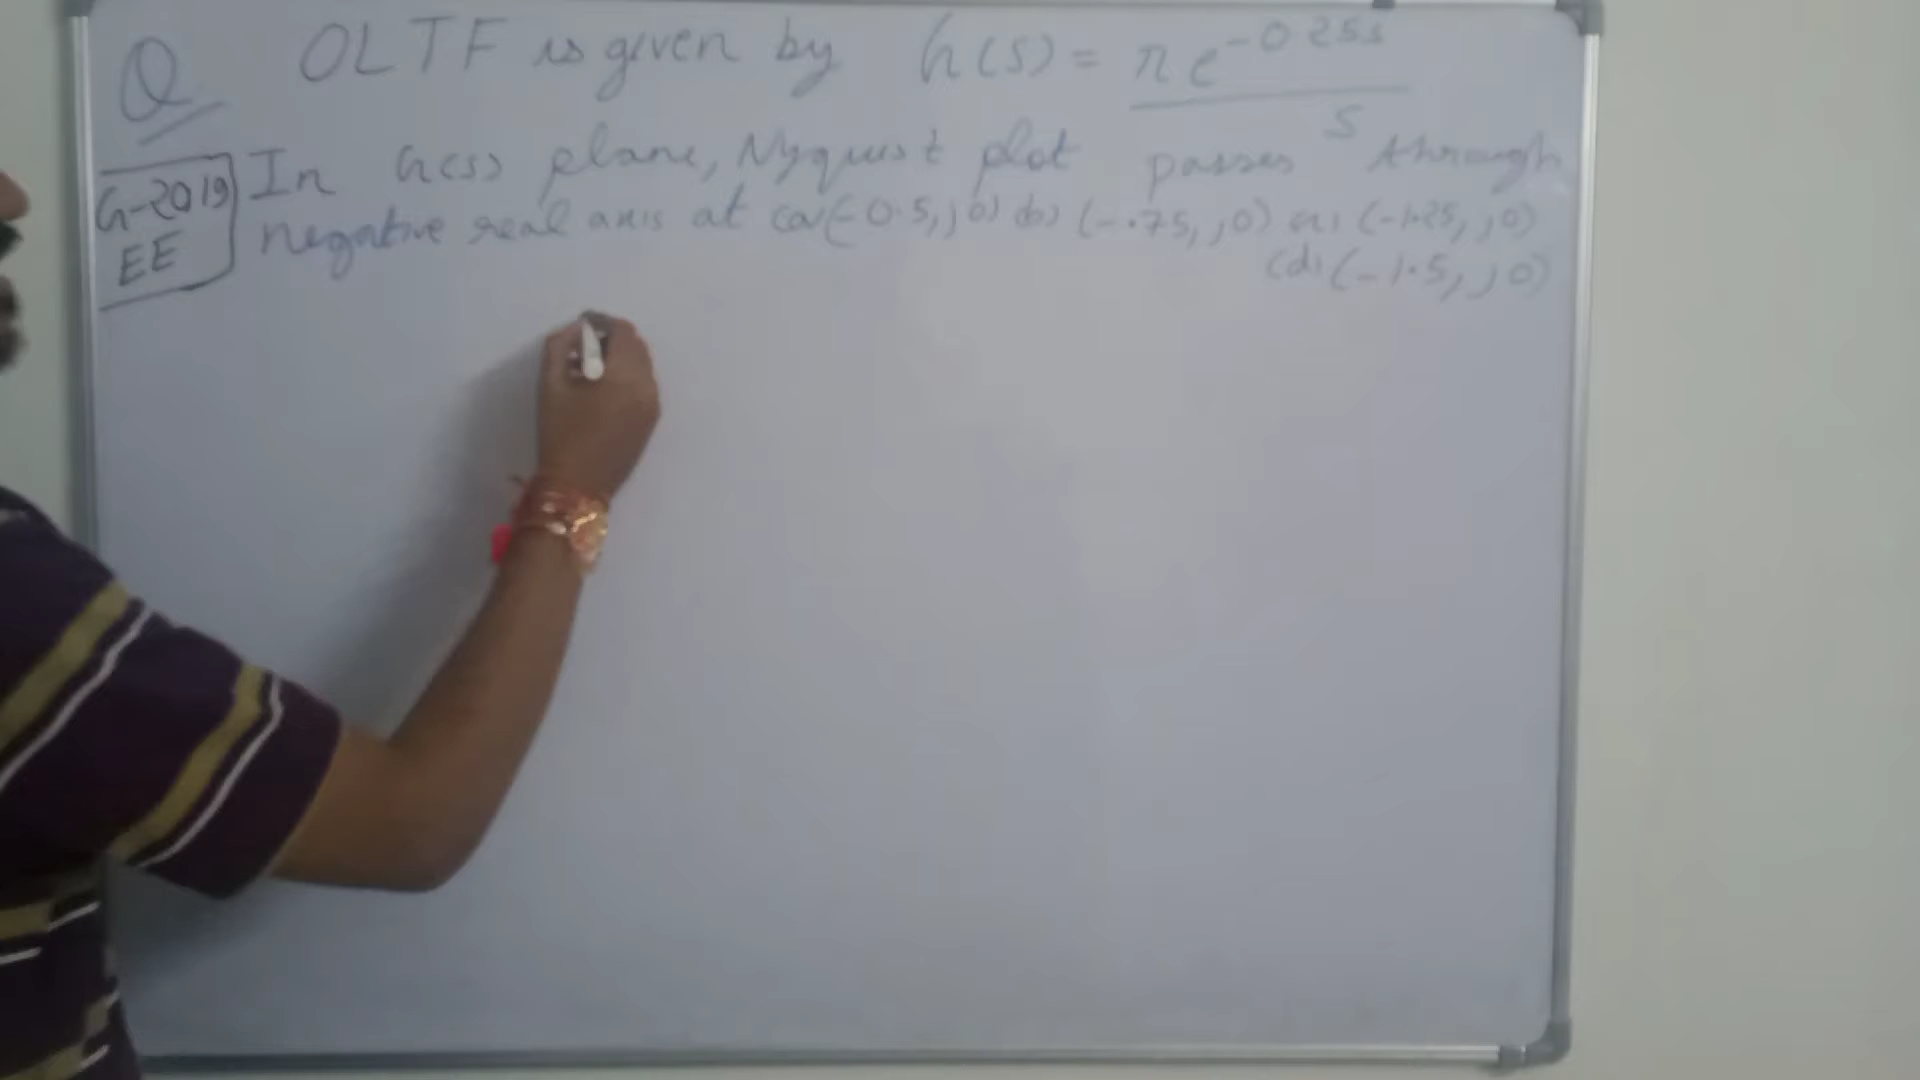 Q OLTF is given by G(s) = π e^-0.25s / s
G-2019 EE
In G(s) plane, Nyquist plot passes through
negative real axis at (a) (-0.5, j0) (b) (-.75, j0) (c) (-1.25, j0)
(d) (-1.5, j0)